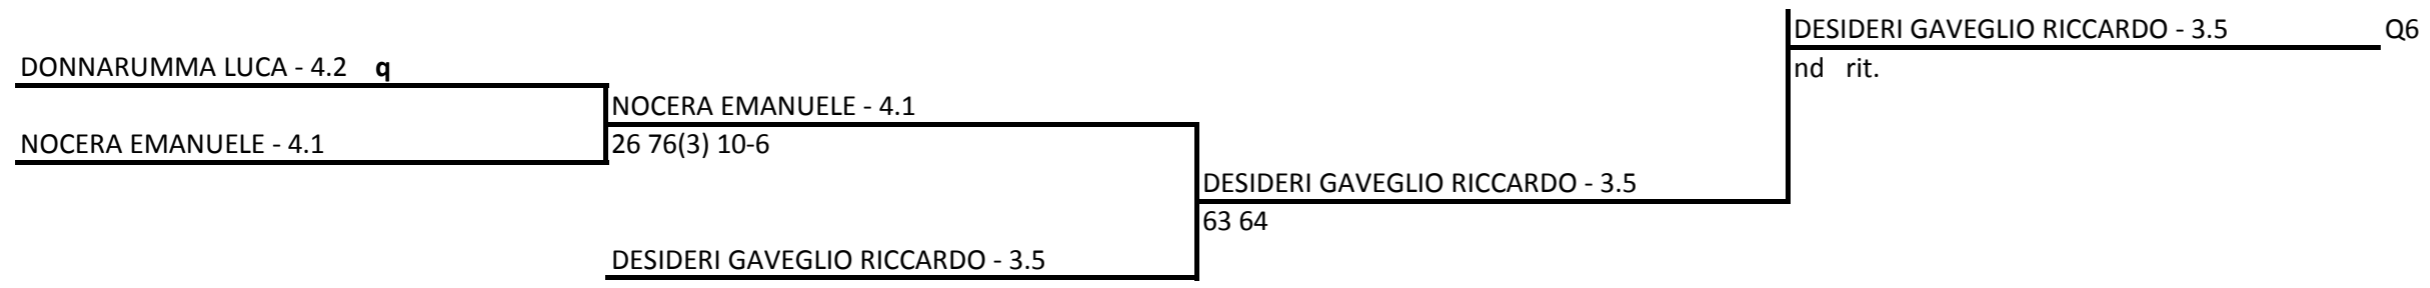 DESIDERI GAVEGLIO RICCARDO - 3.5 Q6
nd rit.
DONNARUMMA LUCA - 4.2 q
NOCERA EMANUELE - 4.1
NOCERA EMANUELE - 4.1
26 76(3) 10-6
DESIDERI GAVEGLIO RICCARDO - 3.5
63 64
DESIDERI GAVEGLIO RICCARDO - 3.5